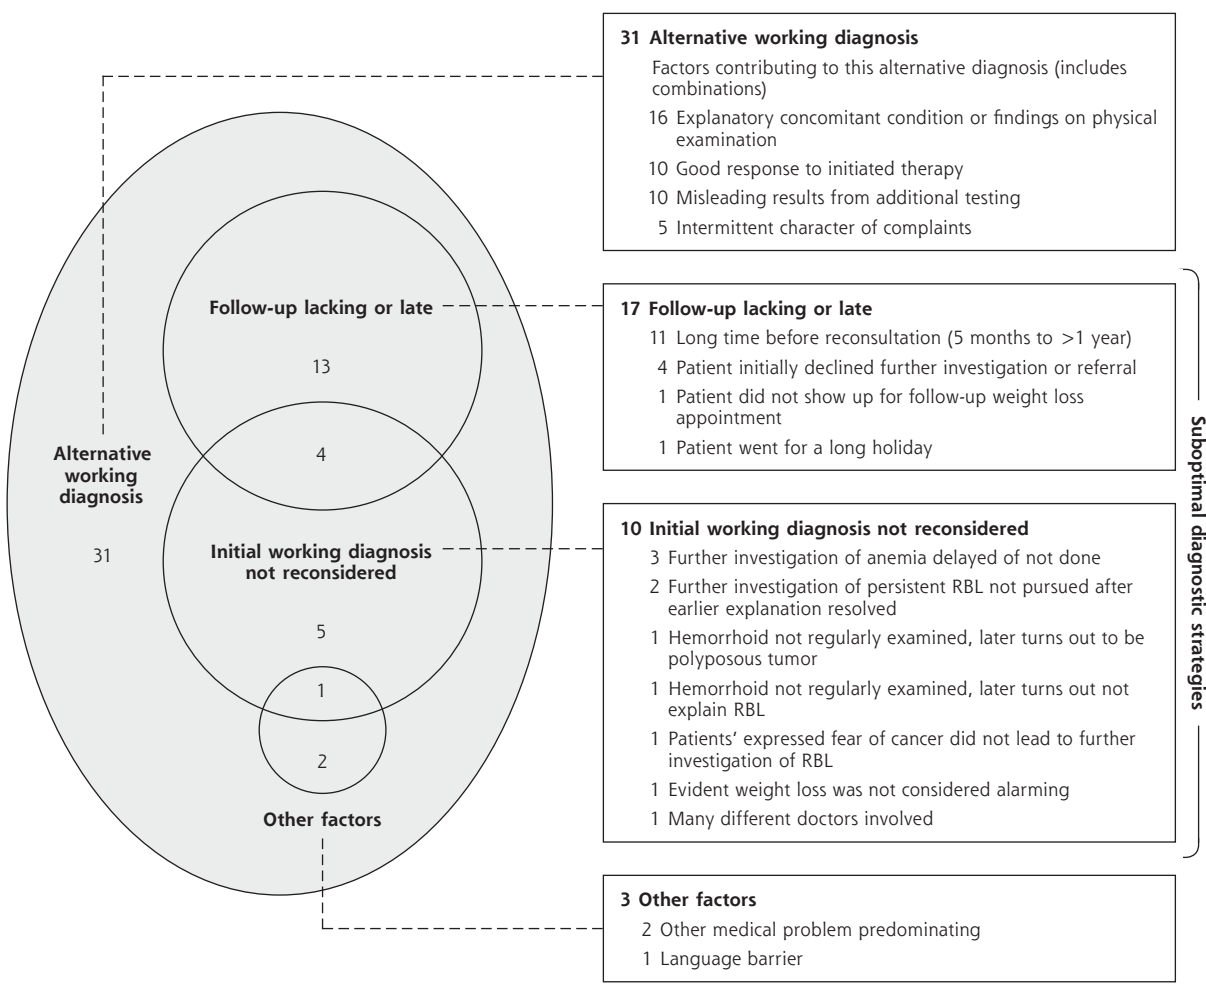 31 Alternative working diagnosis
Factors contributing to this alternative diagnosis (includes
combinations)
16 Explanatory concomitant condition or findings on physical
examination
10 Good response to initiated therapy
10 Misleading results from additional testing
5 Intermittent character of complaints
Follow-up lacking or late
13
4
Alternative
working
diagnosis
31
Initial working diagnosis
not reconsidered
5
1
2
Other factors
17 Follow-up lacking or late
11 Long time before reconsultation (5 months to >1 year)
4 Patient initially declined further investigation or referral
1 Patient did not show up for follow-up weight loss
appointment
1 Patient went for a long holiday
10 Initial working diagnosis not reconsidered
3 Further investigation of anemia delayed of not done
2 Further investigation of persistent RBL not pursued after
earlier explanation resolved
1 Hemorrhoid not regularly examined, later turns out to be
polyposous tumor
1 Hemorrhoid not regularly examined, later turns out not
explain RBL
1 Patients‘ expressed fear of cancer did not lead to further
investigation of RBL
1 Evident weight loss was not considered alarming
1 Many different doctors involved
Suboptimal diagnostic strategies
3 Other factors
2 Other medical problem predominating
1 Language barrier